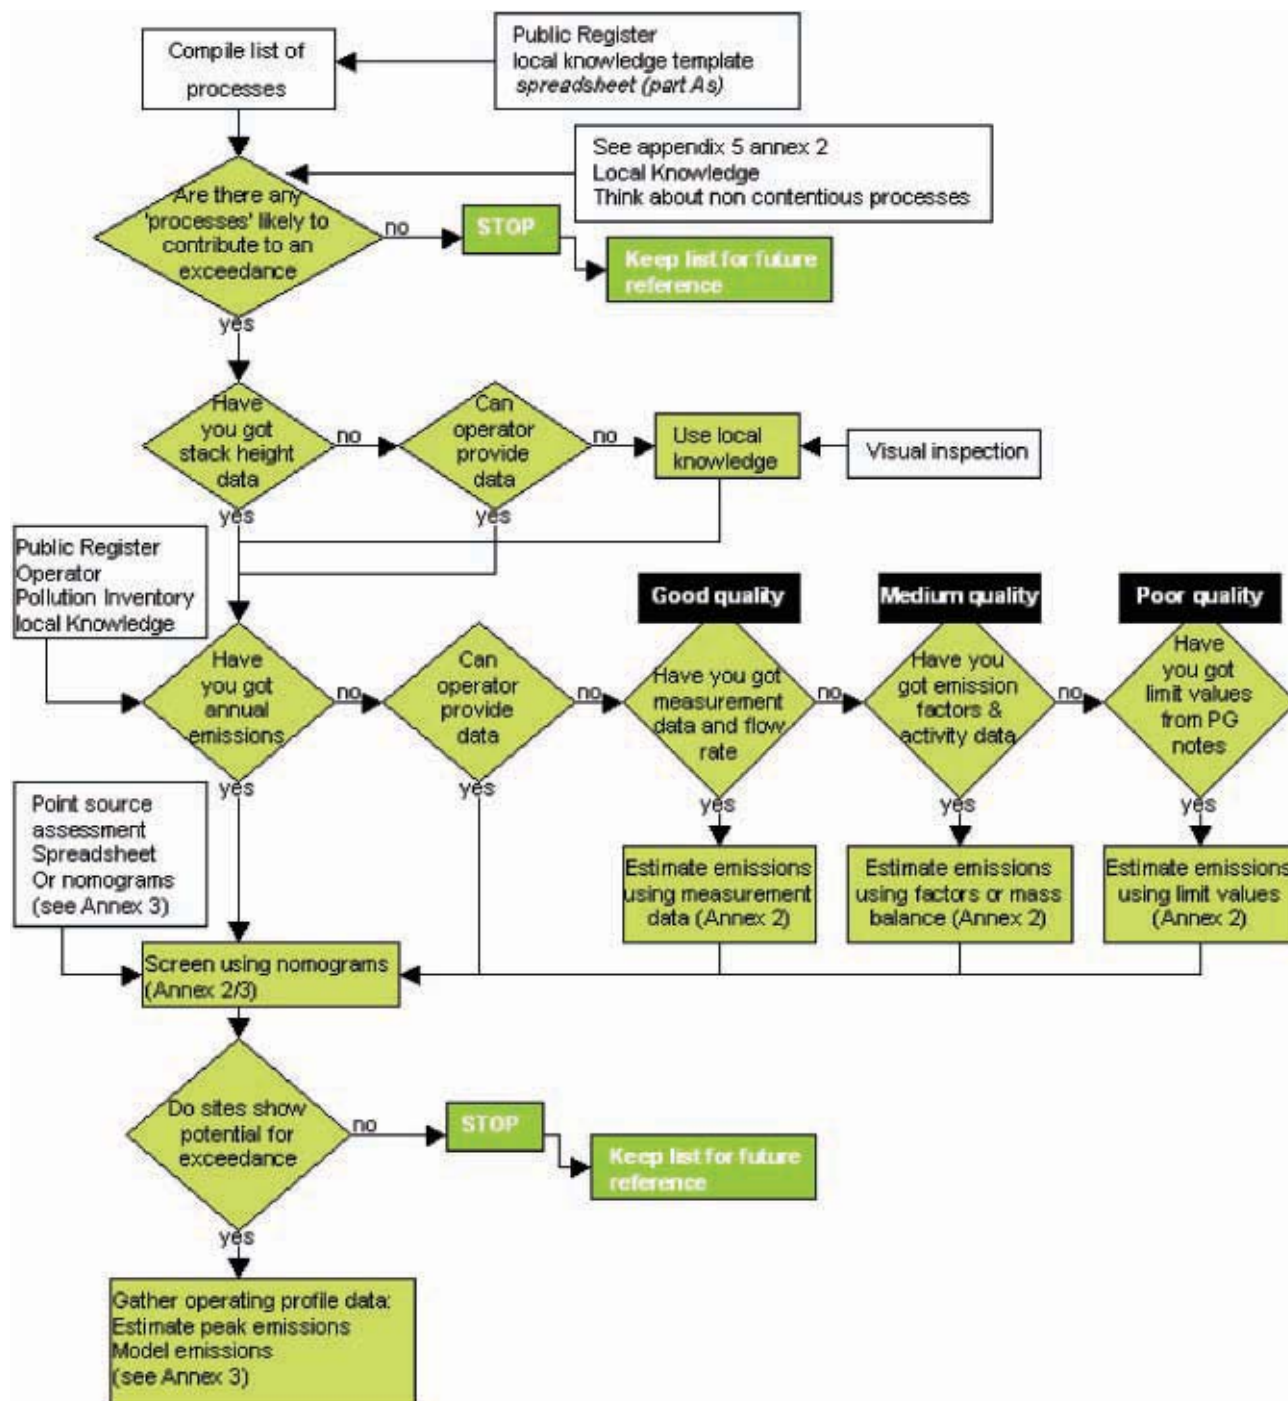 Compile list of
processes
Public Register
local knowledge template
spreadsheet (part As)
See appendix 5 annex 2
Local Knowledge
Think about non contentious processes
Are there any
'processes' likely to
contribute to an
exceedance
no
STOP
Keep list for future
reference
yes
Have
you got
stack height
data
no
Can
operator
provide
data
no
Use local
knowledge
Visual inspection
yes
yes
Public Register
Operator
Pollution Inventory
local Knowledge
Good quality
Medium quality
Poor quality
Have
you got
annual
emissions
no
Can
operator
provide
data
no
Have you got
measurement
data and flow
rate
no
Have you
got emission
factors &
activity data
no
Have
you got
limit values
from PG
notes
yes
yes
yes
yes
yes
Point source
assessment
Spreadsheet
Or nomograms
(see Annex 3)
Estimate emissions
using measurement
data (Annex 2)
Estimate emissions
using factors or mass
balance (Annex 2)
Estimate emissions
using limit values
(Annex 2)
Screen using nomograms
(Annex 2/3)
Do sites show
potential for
exceedance
no
STOP
Keep list for future
reference
yes
Gather operating profile data:
Estimate peak emissions
Model emissions
(see Annex 3)